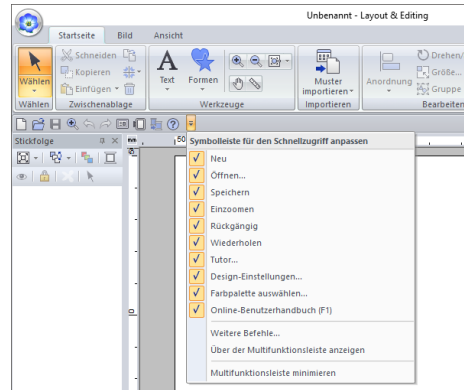 Unbenannt - Layout & Editing
Startseite Bild Ansicht
Wählen
Schneiden
Kopieren
Einfügen
Text
Formen
Muster
importieren
Anordnung
Drehen/
Größe...
Gruppe
Wählen Zwischenablage Werkzeuge Importieren Bearbeiten
Stickfolge
mm
50
Symbolleiste für den Schnellzugriff anpassen
Neu
Öffnen...
Speichern
Einzoomen
Rückgängig
Wiederholen
Tutor...
Design-Einstellungen...
Farbpalette auswählen...
Online-Benutzerhandbuch (F1)
Weitere Befehle...
Über der Multifunktionsleiste anzeigen
Multifunktionsleiste minimieren